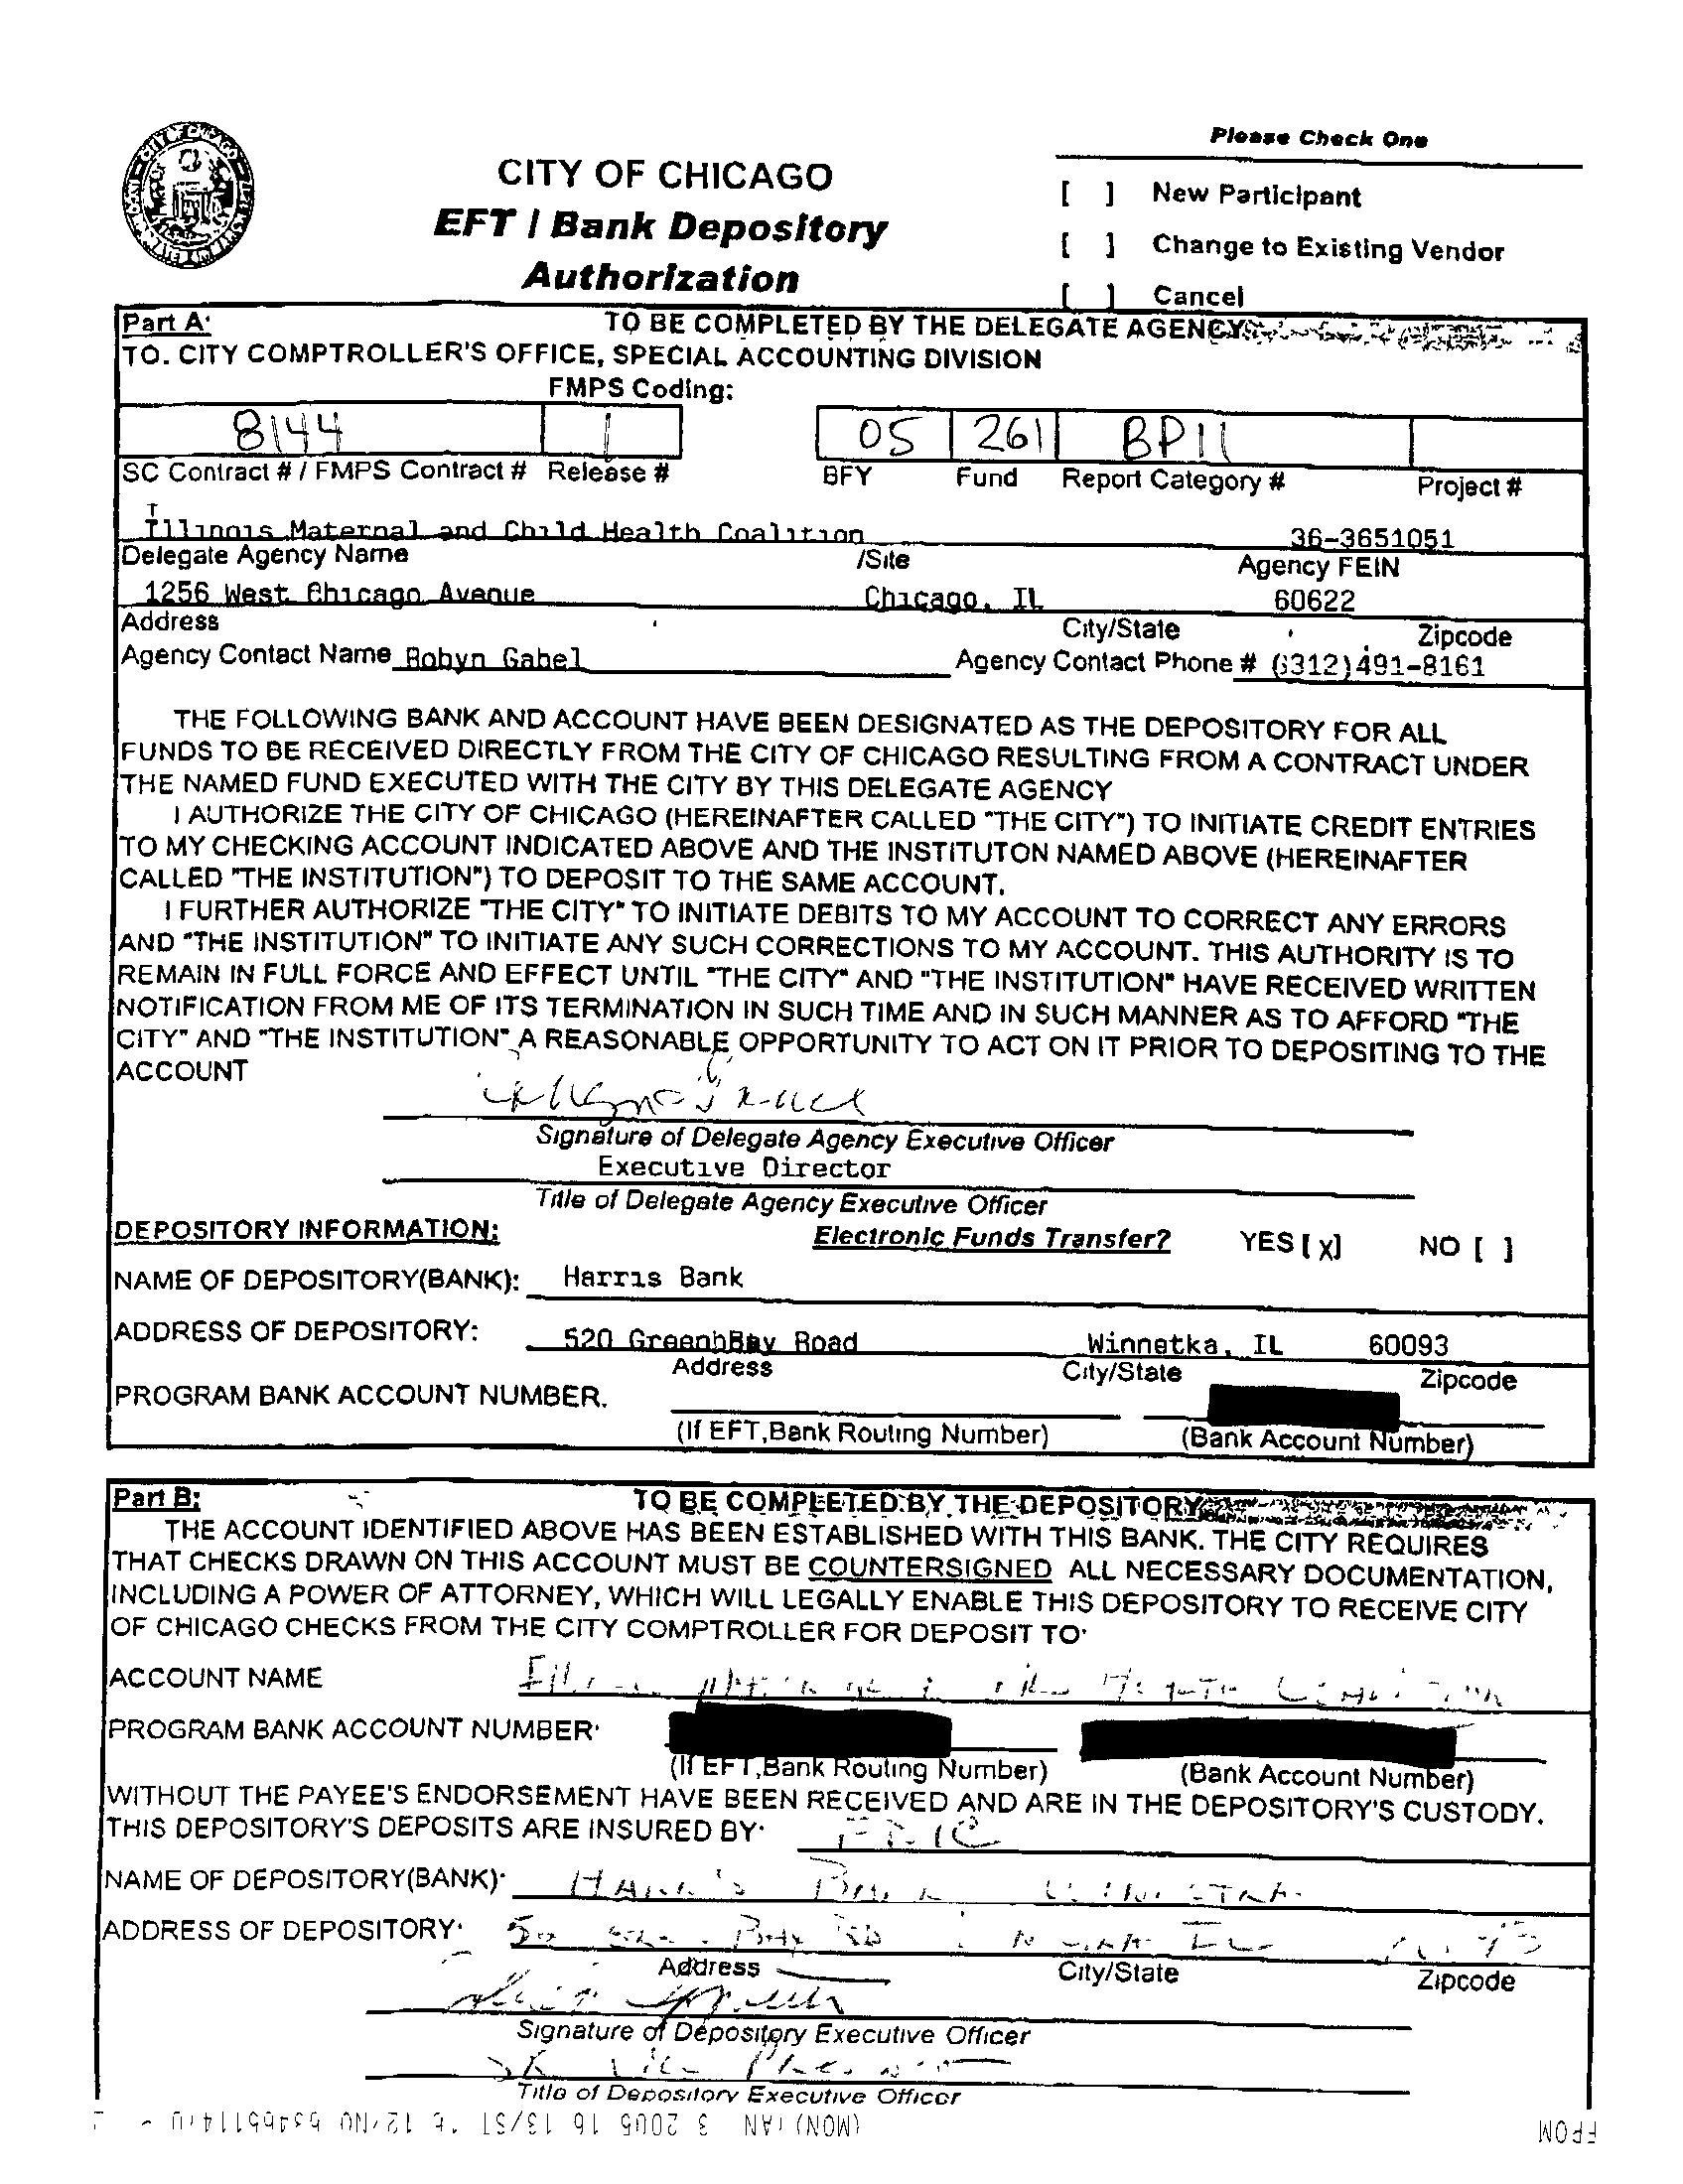 Please Check One
CITY OF CHICAGO
EFT / Bank Depository
Authorization
[ ] New Participant
[ ] Change to Existing Vendor
[ ] Cancel
Part A:
TO BE COMPLETED BY THE DELEGATE AGENCY
TO. CITY COMPTROLLER'S OFFICE, SPECIAL ACCOUNTING DIVISION
FMPS Coding:
8144 1 05 261 BP11
SC Contract # / FMPS Contract # Release # BFY Fund Report Category # Project #
Illinois Maternal and Child Health Coalition 36-3651051
Delegate Agency Name /Site Agency FEIN
1256 West Chicago Avenue Chicago, IL 60622
Address City/State Zipcode
Agency Contact Name Robyn Gabel Agency Contact Phone # (312)491-8161
THE FOLLOWING BANK AND ACCOUNT HAVE BEEN DESIGNATED AS THE DEPOSITORY FOR ALL
FUNDS TO BE RECEIVED DIRECTLY FROM THE CITY OF CHICAGO RESULTING FROM A CONTRACT UNDER
THE NAMED FUND EXECUTED WITH THE CITY BY THIS DELEGATE AGENCY
I AUTHORIZE THE CITY OF CHICAGO (HEREINAFTER CALLED "THE CITY") TO INITIATE CREDIT ENTRIES
TO MY CHECKING ACCOUNT INDICATED ABOVE AND THE INSTITUTON NAMED ABOVE (HEREINAFTER
CALLED "THE INSTITUTION") TO DEPOSIT TO THE SAME ACCOUNT.
I FURTHER AUTHORIZE "THE CITY" TO INITIATE DEBITS TO MY ACCOUNT TO CORRECT ANY ERRORS
AND "THE INSTITUTION" TO INITIATE ANY SUCH CORRECTIONS TO MY ACCOUNT. THIS AUTHORITY IS TO
REMAIN IN FULL FORCE AND EFFECT UNTIL "THE CITY" AND "THE INSTITUTION" HAVE RECEIVED WRITTEN
NOTIFICATION FROM ME OF ITS TERMINATION IN SUCH TIME AND IN SUCH MANNER AS TO AFFORD "THE
CITY" AND "THE INSTITUTION" A REASONABLE OPPORTUNITY TO ACT ON IT PRIOR TO DEPOSITING TO THE
ACCOUNT
Signature of Delegate Agency Executive Officer
Executive Director
Title of Delegate Agency Executive Officer
DEPOSITORY INFORMATION: Electronic Funds Transfer? YES [X] NO [ ]
NAME OF DEPOSITORY(BANK): Harris Bank
ADDRESS OF DEPOSITORY: 520 GreenhBay Road Winnetka, IL 60093
Address City/State Zipcode
PROGRAM BANK ACCOUNT NUMBER.
(If EFT,Bank Routing Number) (Bank Account Number)
Part B:
TO BE COMPLETED BY THE DEPOSITORY
THE ACCOUNT IDENTIFIED ABOVE HAS BEEN ESTABLISHED WITH THIS BANK. THE CITY REQUIRES
THAT CHECKS DRAWN ON THIS ACCOUNT MUST BE COUNTERSIGNED ALL NECESSARY DOCUMENTATION,
INCLUDING A POWER OF ATTORNEY, WHICH WILL LEGALLY ENABLE THIS DEPOSITORY TO RECEIVE CITY
OF CHICAGO CHECKS FROM THE CITY COMPTROLLER FOR DEPOSIT TO:
ACCOUNT NAME
PROGRAM BANK ACCOUNT NUMBER:
(If EFT,Bank Routing Number) (Bank Account Number)
WITHOUT THE PAYEE'S ENDORSEMENT HAVE BEEN RECEIVED AND ARE IN THE DEPOSITORY'S CUSTODY.
THIS DEPOSITORY'S DEPOSITS ARE INSURED BY: FDIC
NAME OF DEPOSITORY(BANK): HARRIS BANK WINNETKA
ADDRESS OF DEPOSITORY: BAY RD
Address City/State Zipcode
Signature of Depository Executive Officer
SR VICE PRESIDENT
Title of Depository Executive Officer
FROM (MON) JAN 3 2005 16 13/ST